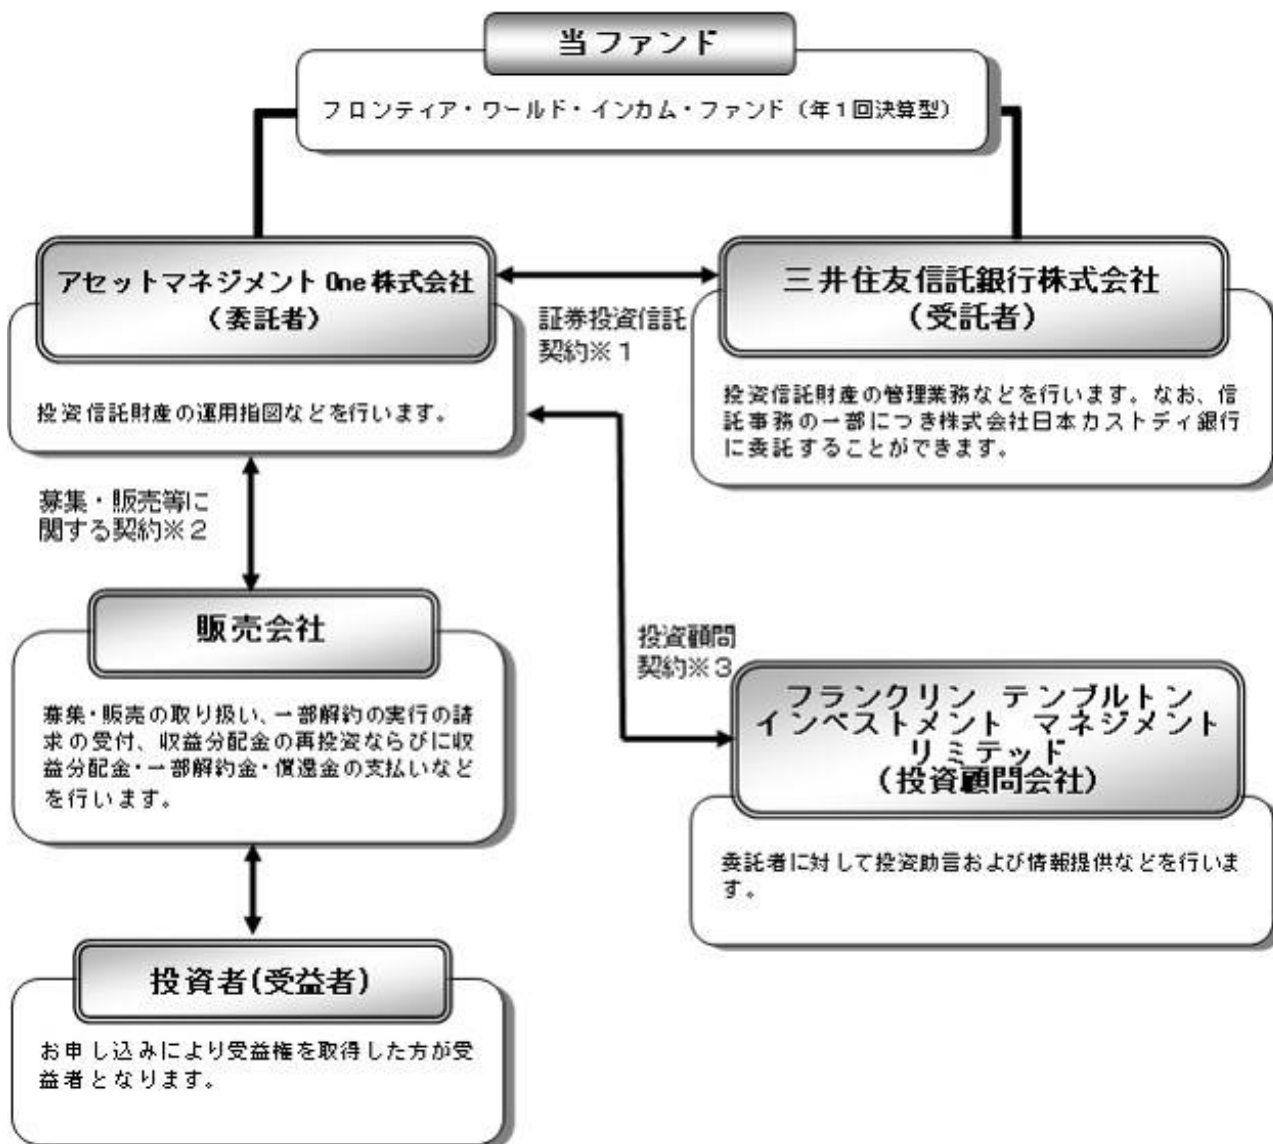 当ファンド
フロンティア・ワールド・インカム・ファンド（年１回決算型）
アセットマネジメント One 株式会社
（委託者）
投資信託財産の運用指図などを行います。
証券投資信託
契約※１
三井住友信託銀行株式会社
（受託者）
投資信託財産の管理業務などを行います。なお、信
託事務の一部につき株式会社日本カストディ銀行
に委託することができます。
募集・販売等に
関する契約※２
販売会社
募集・販売の取り扱い、一部解約の実行の請
求の受付、収益分配金の再投資ならびに収
益分配金・一部解約金・償還金の支払いなど
を行います。
投資顧問
契約※３
フランクリン テンプルトン
インベストメント マネジメント
リミテッド
（投資顧問会社）
委託者に対して投資助言および情報提供などを行いま
す。
投資者(受益者)
お申し込みにより受益権を取得した方が受
益者となります。